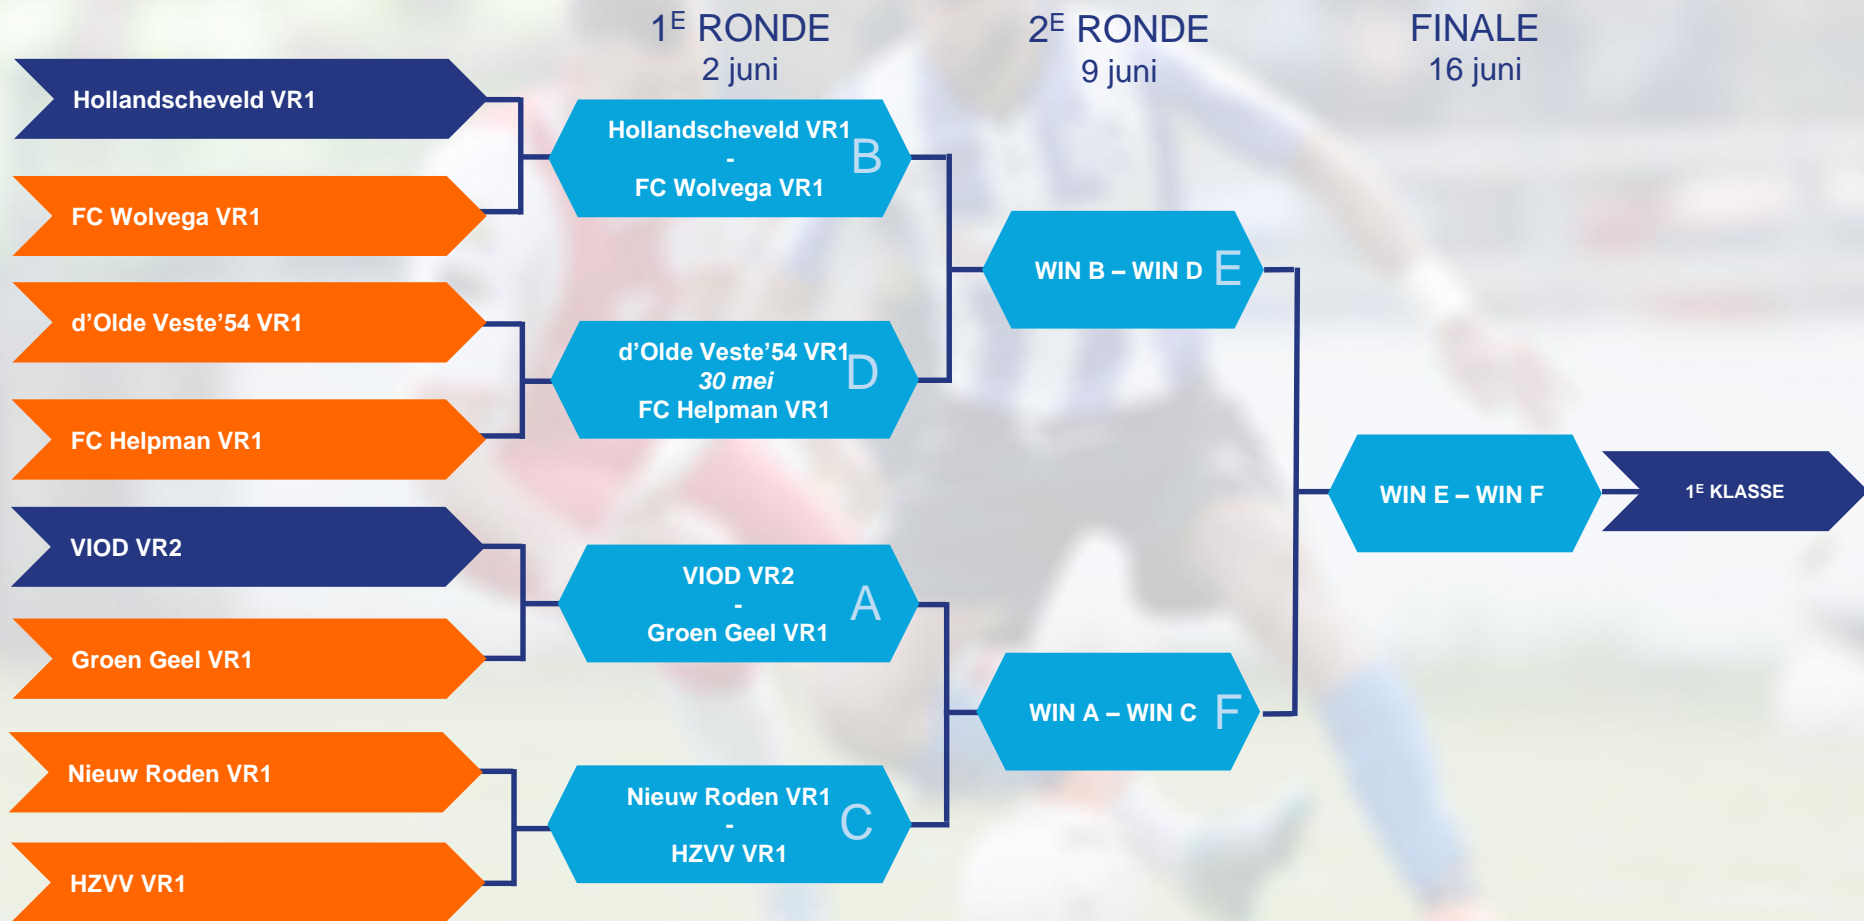 1E RONDE
2 juni
2E RONDE
9 juni
FINALE
16 juni
Hollandscheveld VR1
FC Wolvega VR1
d’Olde Veste’54 VR1
FC Helpman VR1
VIOD VR2
Groen Geel VR1
Nieuw Roden VR1
HZVV VR1
Hollandscheveld VR1
-
FC Wolvega VR1
B
d’Olde Veste’54 VR1
30 mei
FC Helpman VR1
D
VIOD VR2
-
Groen Geel VR1
A
Nieuw Roden VR1
-
HZVV VR1
C
WIN B – WIN D
E
WIN A – WIN C
F
WIN E – WIN F
1E KLASSE